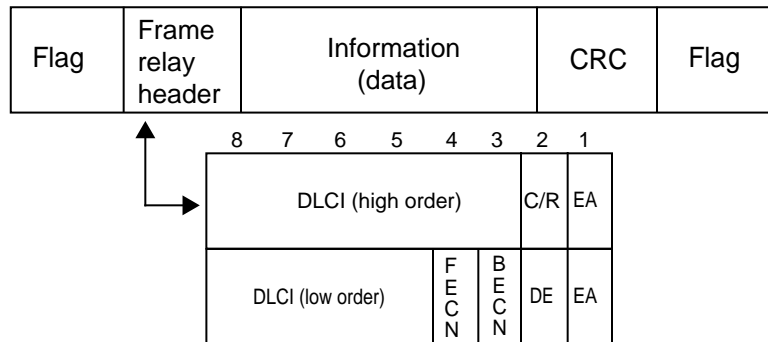 Flag
Frame
relay
header
Information
(data)
CRC
Flag
8 7 6 5 4 3 2 1
DLCI (high order)
C/R
EA
DLCI (low order)
F
E
C
N
B
E
C
N
DE
EA